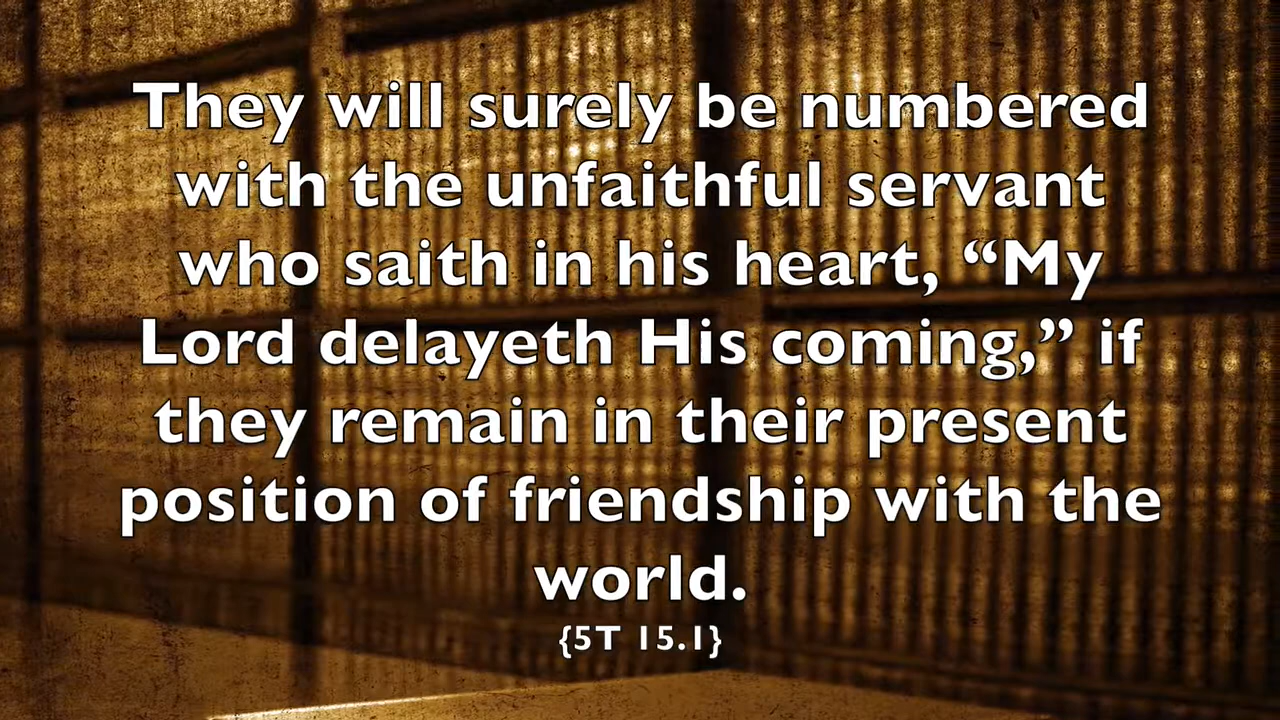 They will surely be numbered
with the unfaithful servant
who saith in his heart, “My
Lord delayeth His coming,” if
they remain in their present
position of friendship with the
world.
{5T 15.1}